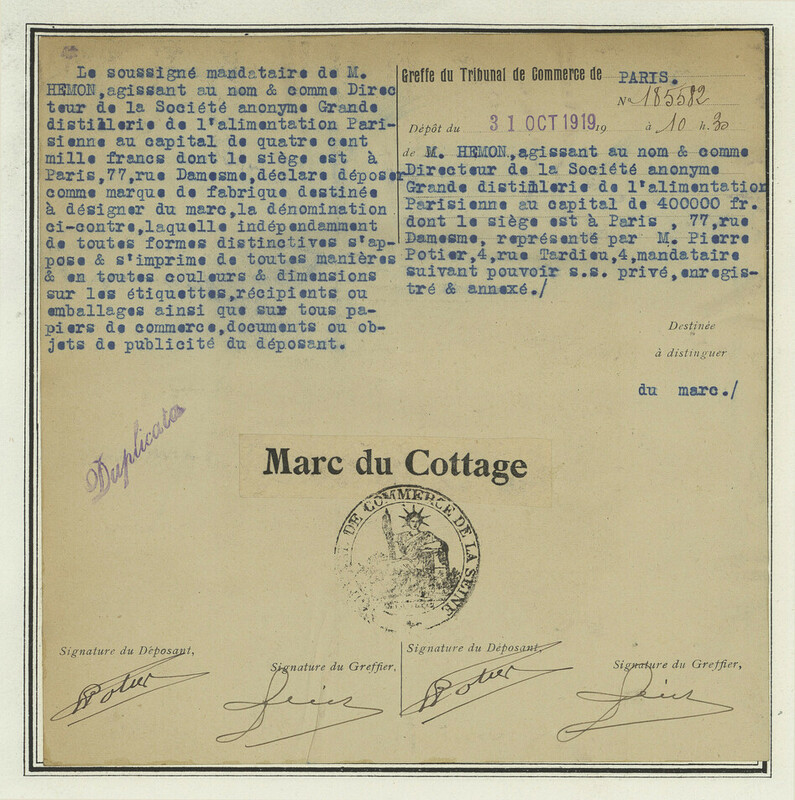 Le soussigné mandataire de M.
HEMON,agissant au nom & comme Direc
teur de la Société anonyme Grande
distillerie de l'alimentation Pari-
sienne au capital de quatre cent
mille francs dont le siège est à
Paris,77,rue Damesme,déclare déposer
comme marque de fabrique destinée
à désigner du marc,la dénomination
ci-contre,laquelle indépendamment
de toutes formes distinctives s'ap-
pose & s'imprime de toutes manières
& en toutes couleurs & dimensions
sur les étiquettes,récipients ou
emballages ainsi que sur tous pa-
piers de commerce,documents ou ob-
jets de publicité du déposant.
Greffe du Tribunal de Commerce de PARIS.
N° 185582
Dépôt du 31 OCT 1919 19 à 10 h. 30
de M. HEMON,agissant au nom & comme
Directeur de la Société anonyme
Grande distillerie de l'alimentation
Parisienne au capital de 400000 fr.
dont le siège est à Paris , 77,rue
Damesme, représenté par M. Pierre
Potier,4,rue Tardieu,4,mandataire
suivant pouvoir s.s. privé,enregis-
tré & annexé./
Destinée
à distinguer
du marc./
Duplicata
Marc du Cottage
DE COMMERCE DE LA SEINE
Signature du Déposant,
Potier
Signature du Greffier,
Signature du Déposant,
Potier
Signature du Greffier,